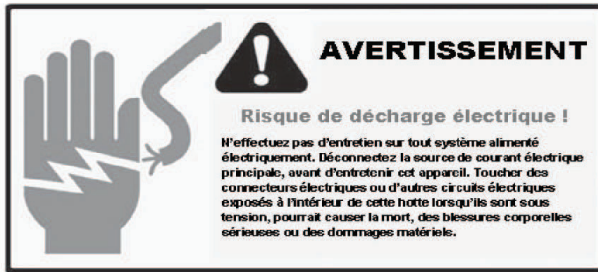 AVERTISSEMENT
Risque de décharge électrique !
N'effectuez pas d'entretien sur tout système alimenté
électriquement. Déconnectez la source de courant électrique
principale, avant d'entretenir cet appareil. Toucher des
connecteurs électriques ou d'autres circuits électriques
exposés à l'intérieur de cette hotte lorsqu'ils sont sous
tension, pourrait causer la mort, des blessures corporelles
sérieuses ou des dommages matériels.